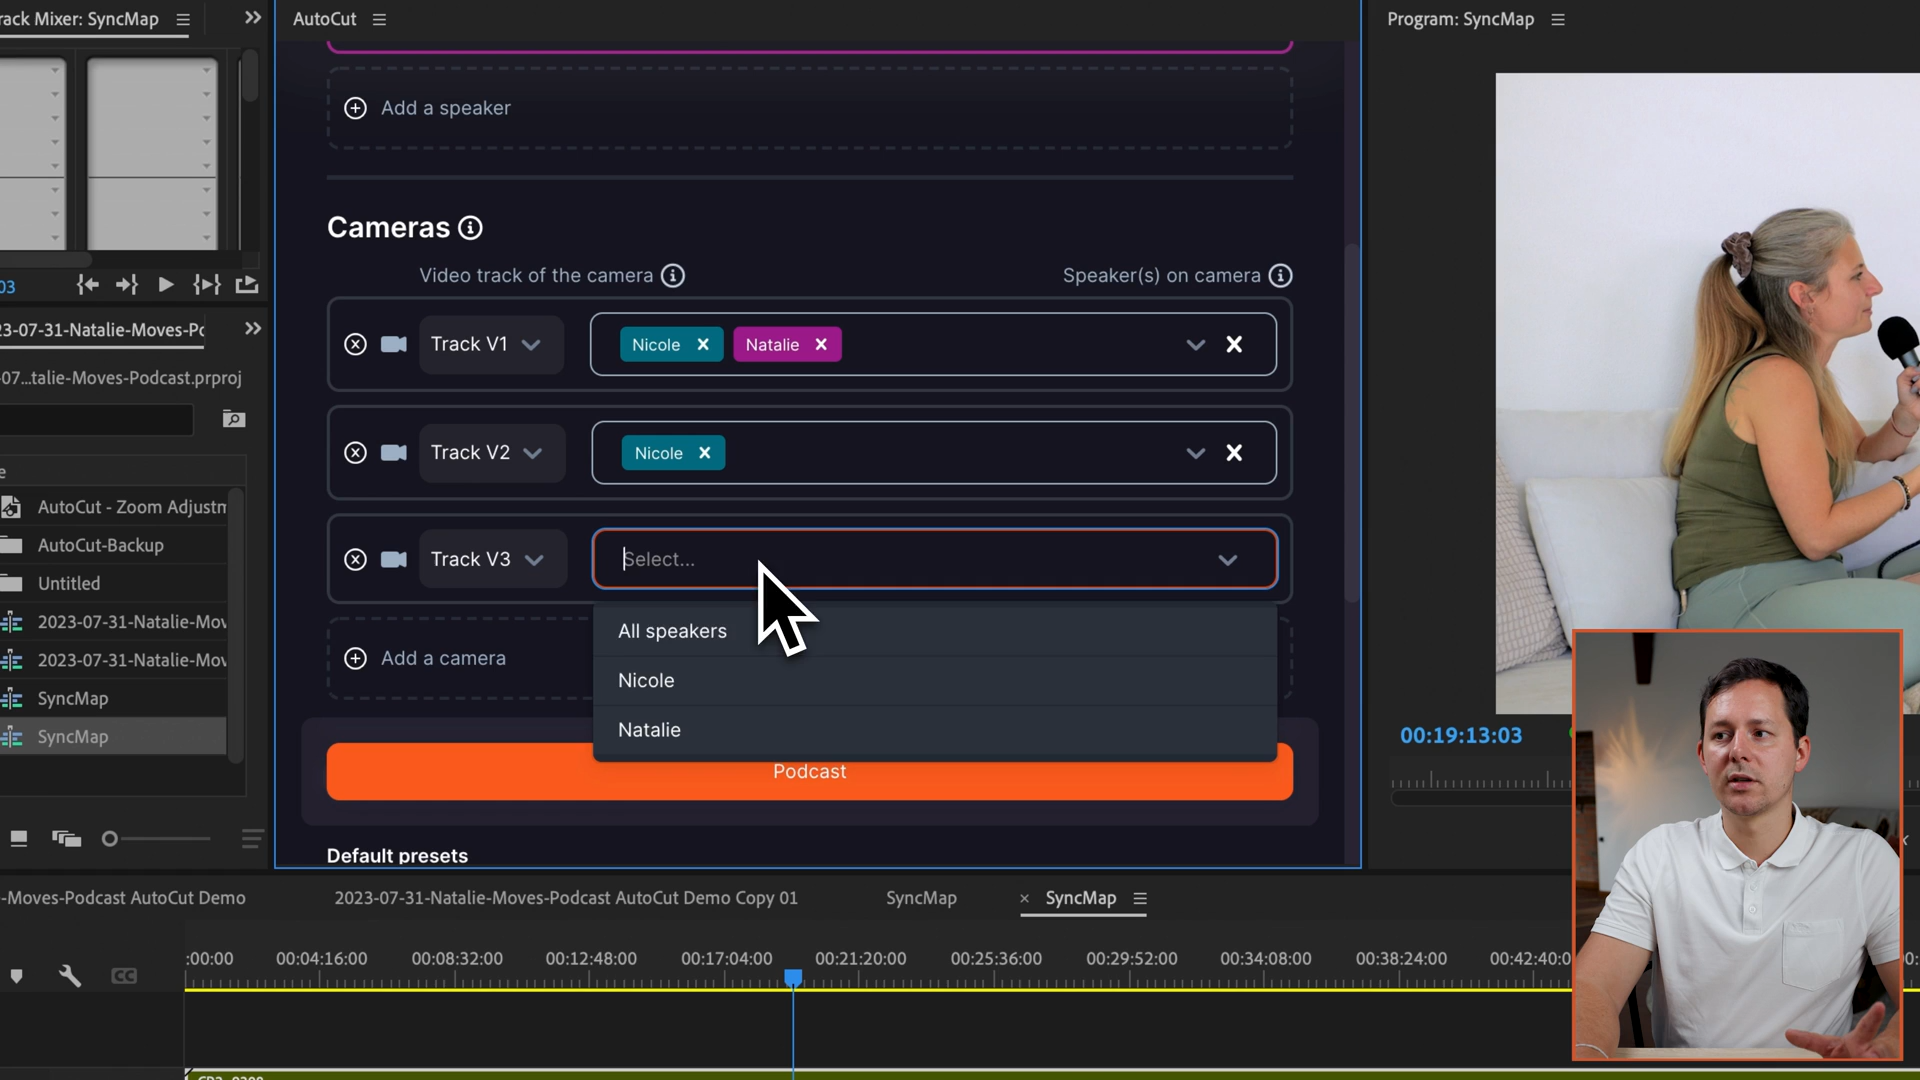 rack Mixer: SyncMap
AutoCut
Program: SyncMap
Add a speaker
Cameras
Video track of the camera
Speaker(s) on camera
03
23-07-31-Natalie-Moves-Po
Track V1
Nicole
Natalie
-07...talie-Moves-Podcast.prproj
Track V2
Nicole
e
AutoCut - Zoom Adjustm
AutoCut-Backup
Track V3
Select...
Untitled
2023-07-31-Natalie-Mov
All speakers
2023-07-31-Natalie-Mov
Add a camera
Nicole
SyncMap
Natalie
SyncMap
00:19:13:03
Podcast
Default presets
-Moves-Podcast AutoCut Demo
2023-07-31-Natalie-Moves-Podcast AutoCut Demo Copy 01
SyncMap
SyncMap
:00:00
00:04:16:00
00:08:32:00
00:12:48:00
00:17:04:00
00:21:20:00
00:25:36:00
00:29:52:00
00:34:08:00
00:38:24:00
00:42:40:0
CC